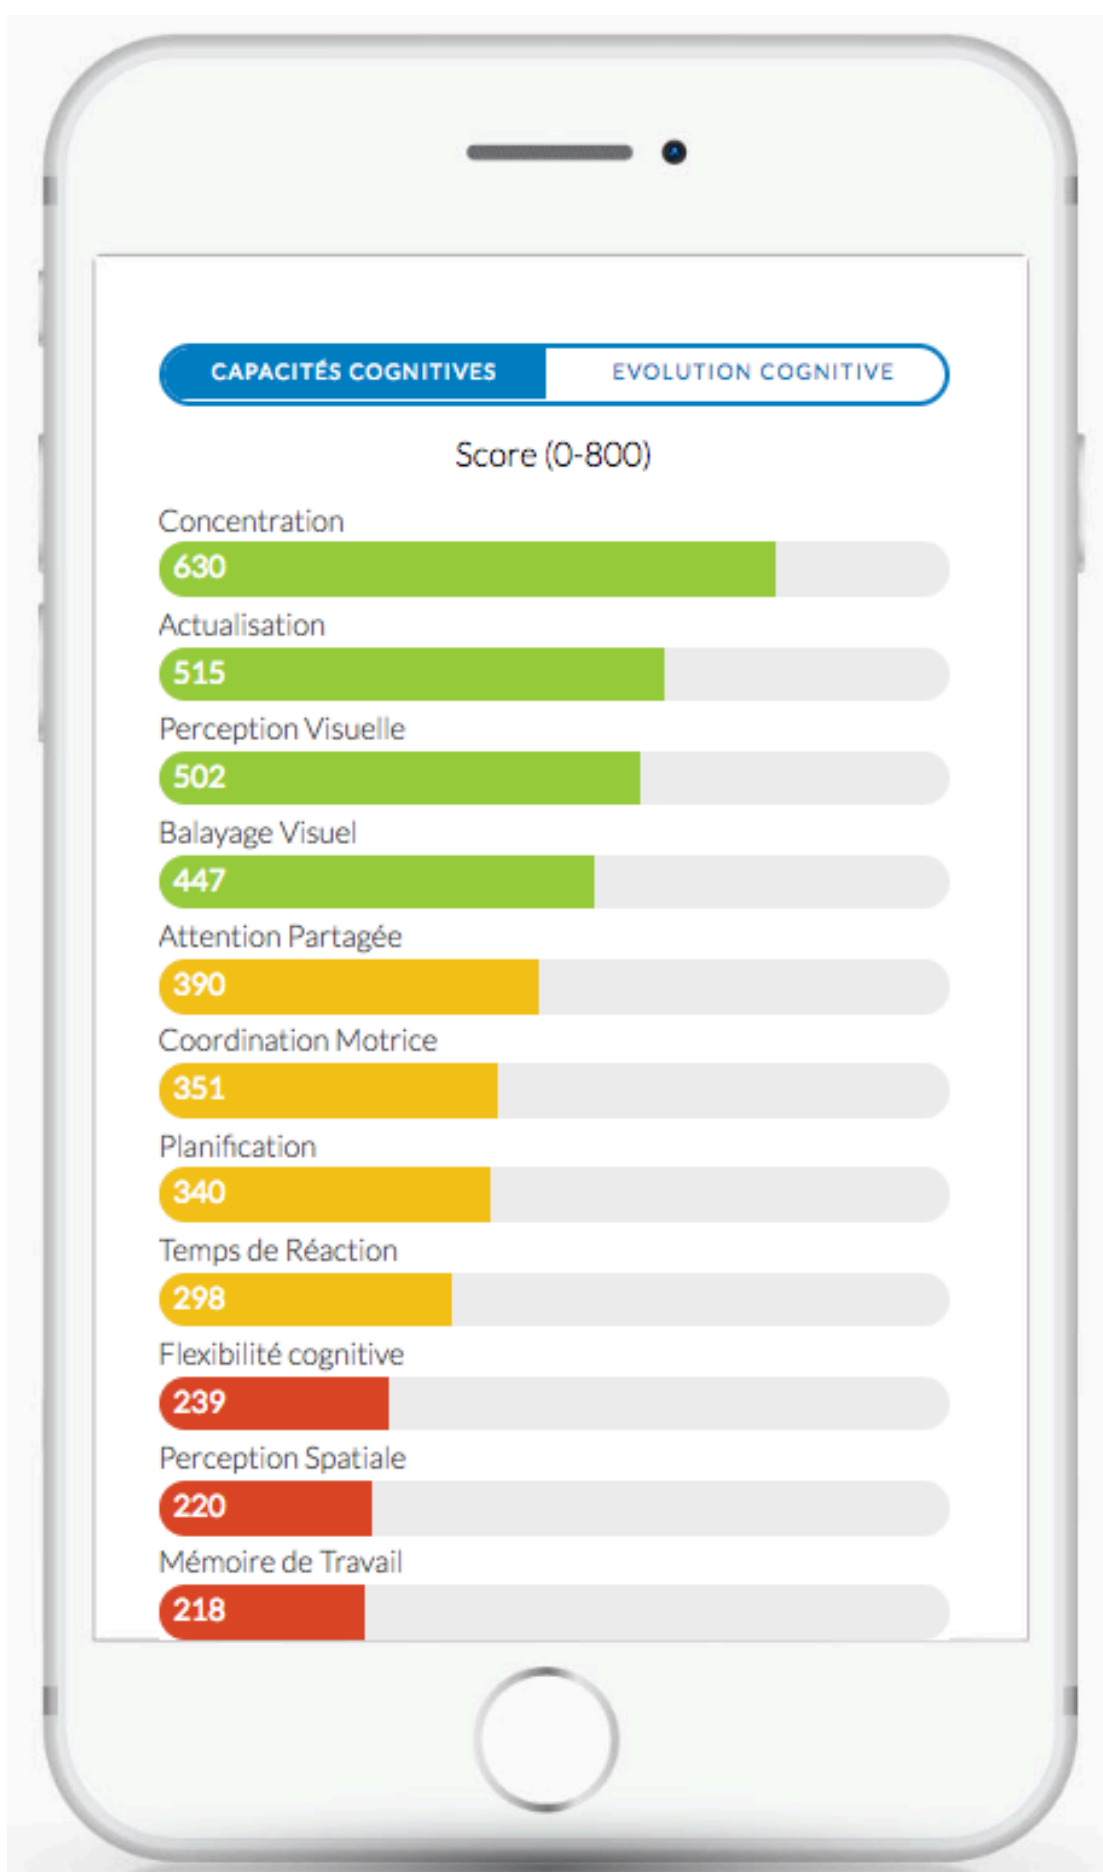 CAPACITÉS COGNITIVES EVOLUTION COGNITIVE
Score (0-800)
Concentration
630
Actualisation
515
Perception Visuelle
502
Balayage Visuel
447
Attention Partagée
390
Coordination Motrice
351
Planification
340
Temps de Réaction
298
Flexibilité cognitive
239
Perception Spatiale
220
Mémoire de Travail
218